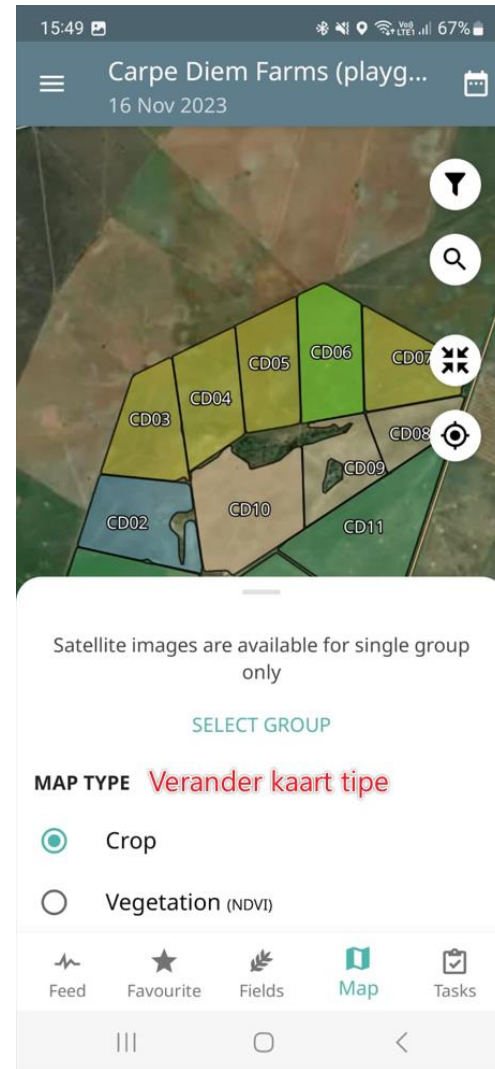 15:49
Vo))
LTE1
67%
Carpe Diem Farms (playg...
16 Nov 2023
CD06
CD05
CD07
CD04
CD03
CD08
CD09
CD10
CD02
CD11
Satellite images are available for single group
only
SELECT GROUP
MAP TYPE Verander kaart tipe
Crop
Vegetation (NDVI)
Feed Favourite Fields Map Tasks